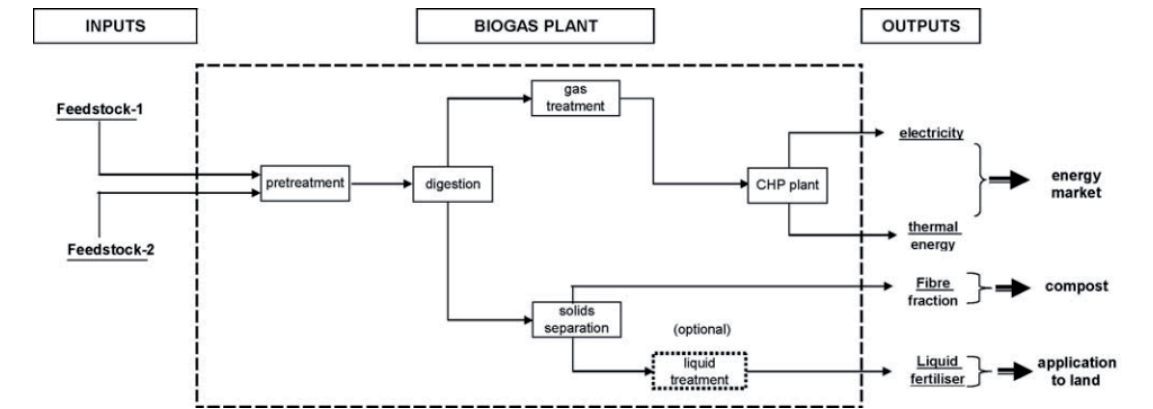 INPUTS
BIOGAS PLANT
OUTPUTS
Feedstock-1
Feedstock-2
pretreatment
digestion
gas
treatment
CHP plant
electricity
thermal
energy
energy
market
solids
separation
Fibre
fraction
compost
(optional)
liquid
treatment
Liquid
fertiliser
application
to land